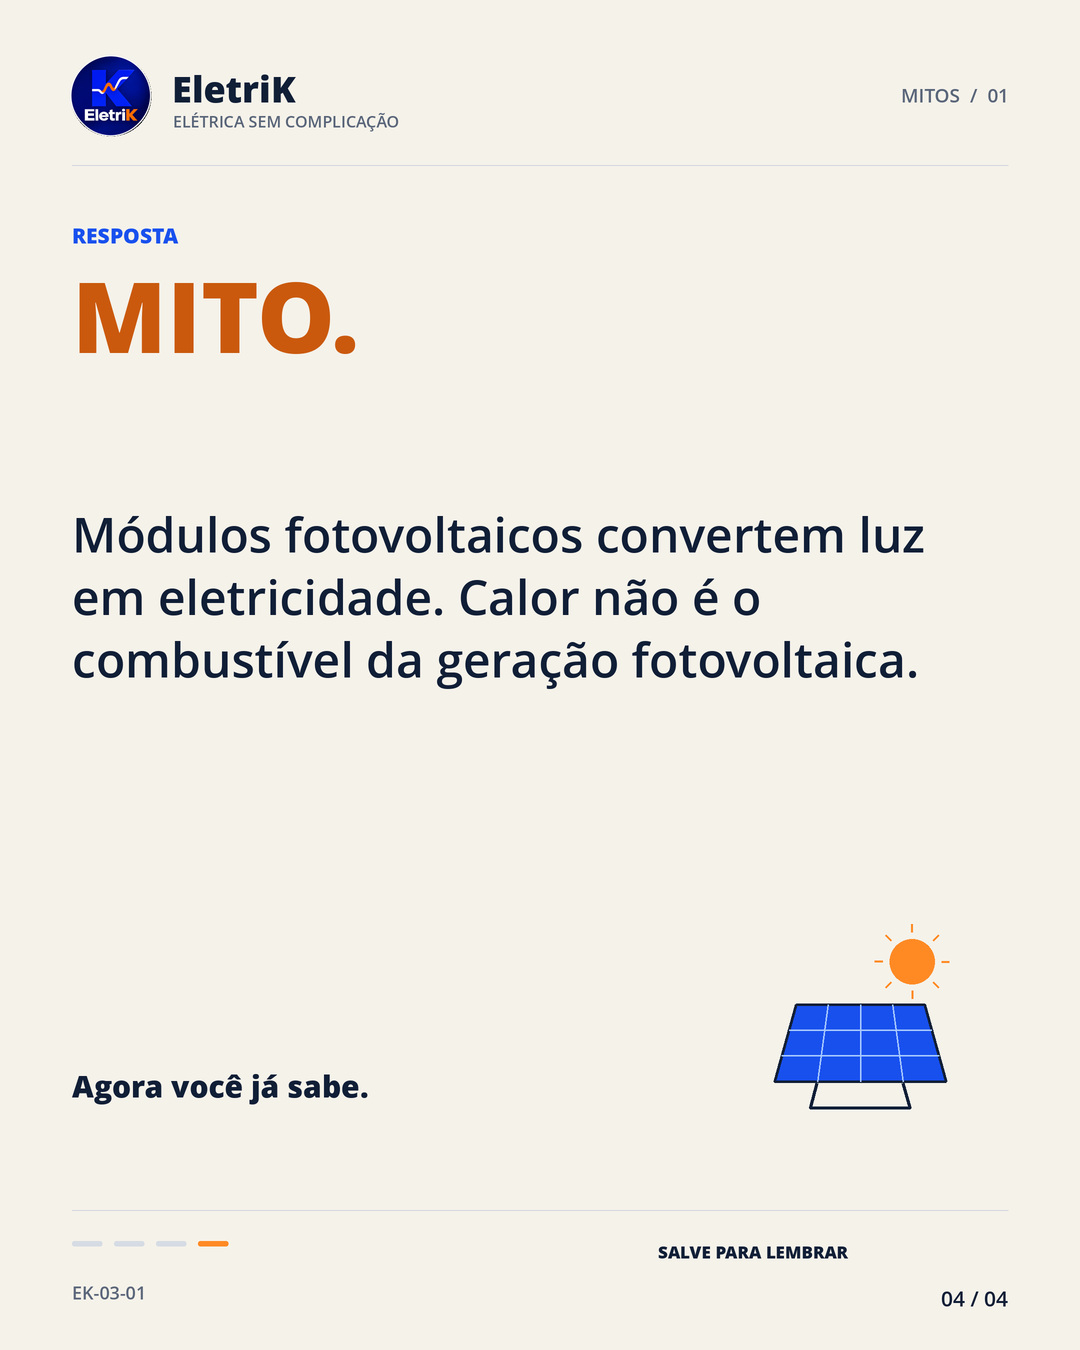 EletriK
EletriK
ELÉTRICA SEM COMPLICAÇÃO
MITOS / 01
RESPOSTA
MITO.
Módulos fotovoltaicos convertem luz
em eletricidade. Calor não é o
combustível da geração fotovoltaica.
Agora você já sabe.
SALVE PARA LEMBRAR
EK-03-01
04 / 04